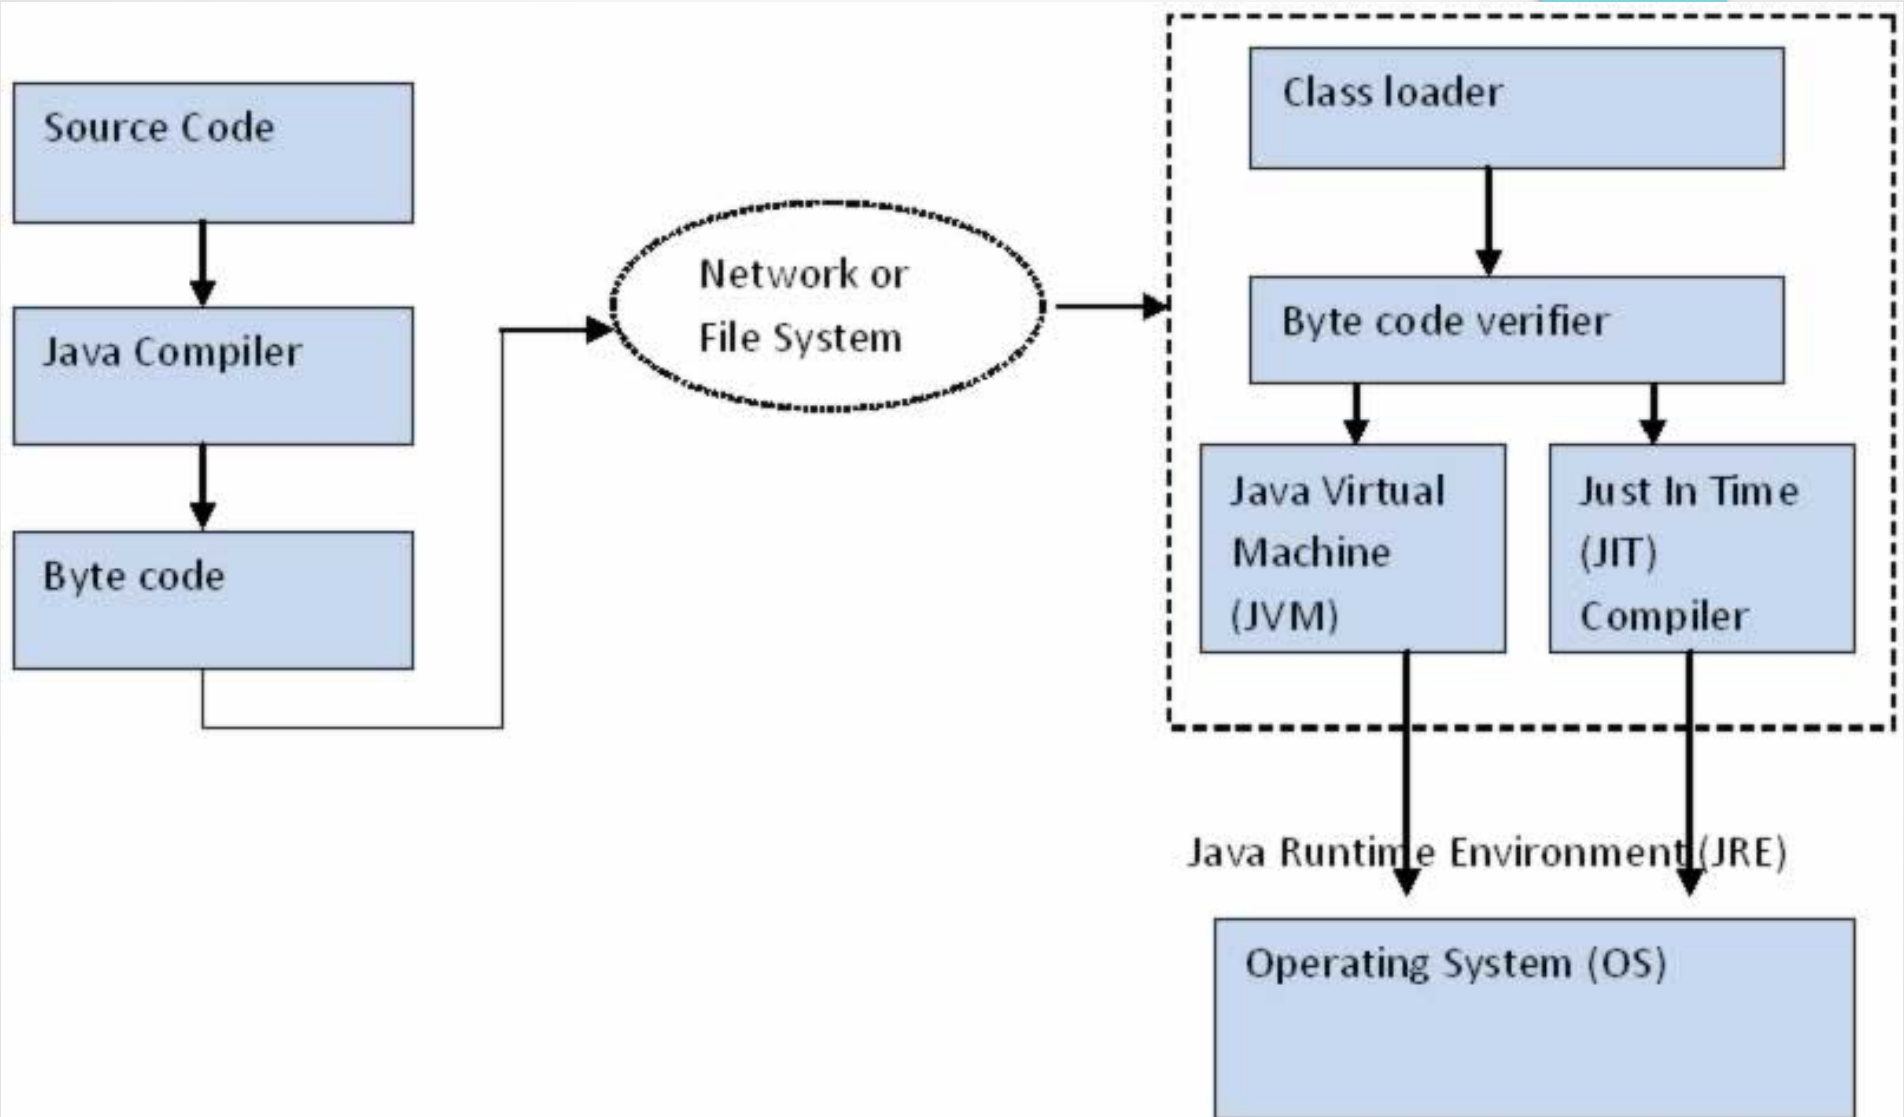 Source Code
Java Compiler
Byte code
Network or
File System
Class loader
Byte code verifier
Java Virtual
Machine
(JVM)
Just In Time
(JIT)
Compiler
Java Runtime Environment (JRE)
Operating System (OS)